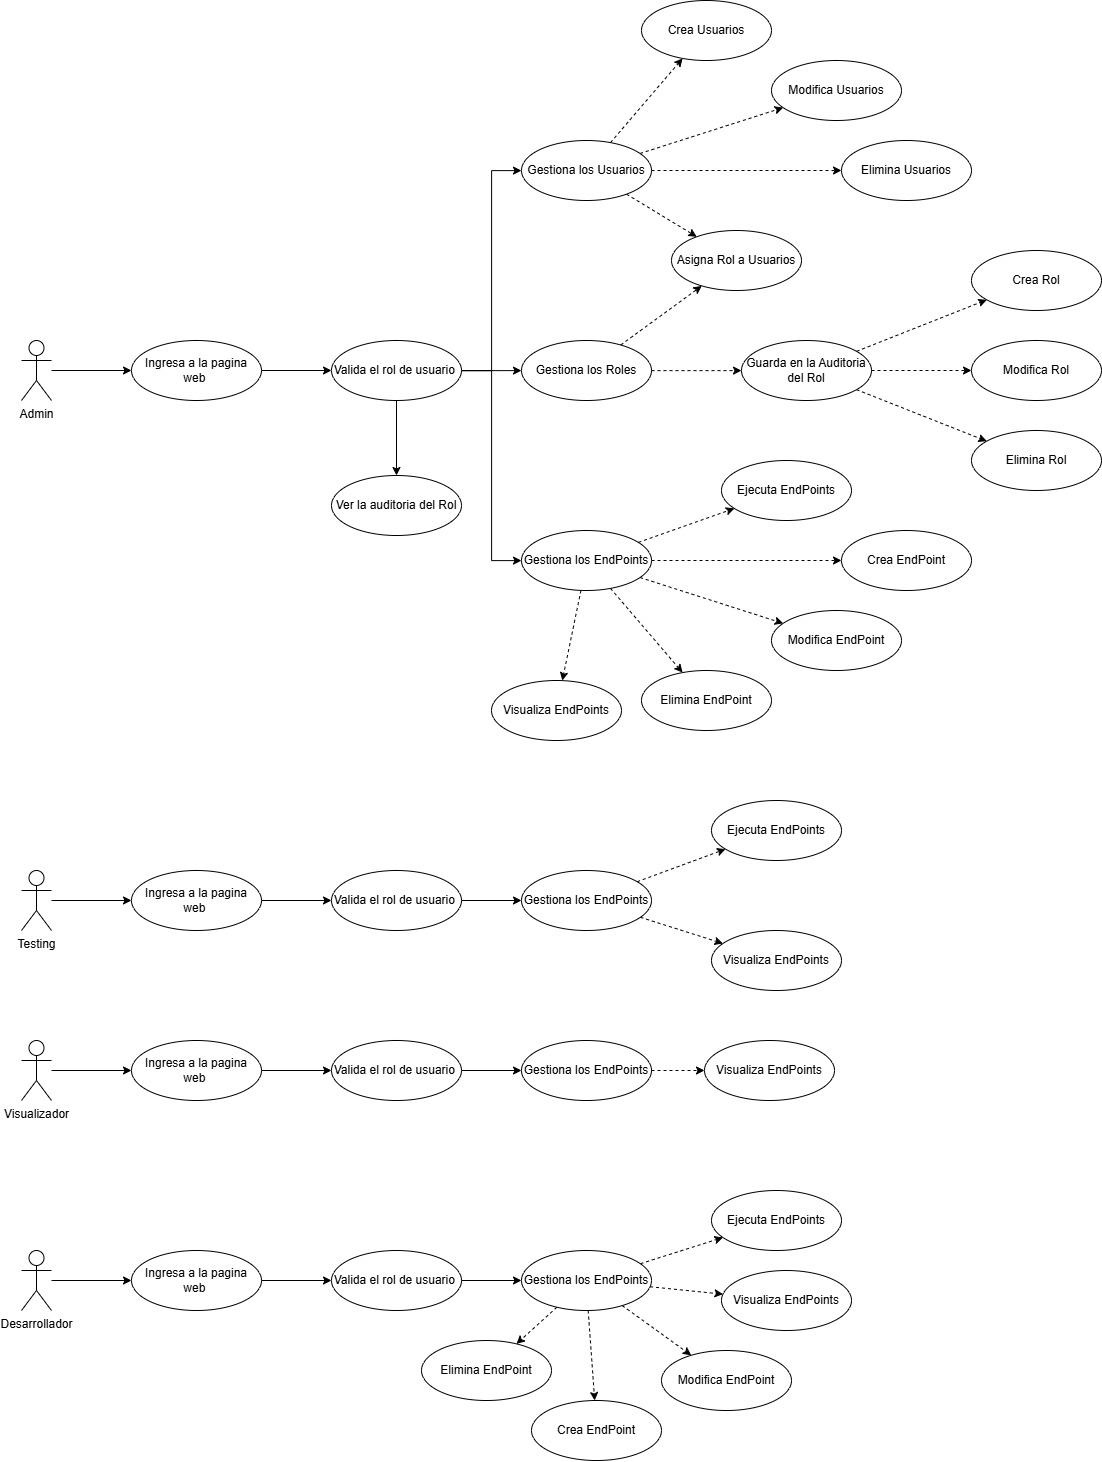 Crea Usuarios
Modifica Usuarios
Gestiona los Usuarios
Elimina Usuarios
Asigna Rol a Usuarios
Crea Rol
Admin
Ingresa a la pagina
web
Valida el rol de usuario
Gestiona los Roles
Guarda en la Auditoria
del Rol
Modifica Rol
Elimina Rol
Ver la auditoria del Rol
Ejecuta EndPoints
Gestiona los EndPoints
Crea EndPoint
Modifica EndPoint
Visualiza EndPoints
Elimina EndPoint
Ejecuta EndPoints
Testing
Ingresa a la pagina
web
Valida el rol de usuario
Gestiona los EndPoints
Visualiza EndPoints
Visualizador
Ingresa a la pagina
web
Valida el rol de usuario
Gestiona los EndPoints
Visualiza EndPoints
Ejecuta EndPoints
Desarrollador
Ingresa a la pagina
web
Valida el rol de usuario
Gestiona los EndPoints
Visualiza EndPoints
Elimina EndPoint
Modifica EndPoint
Crea EndPoint